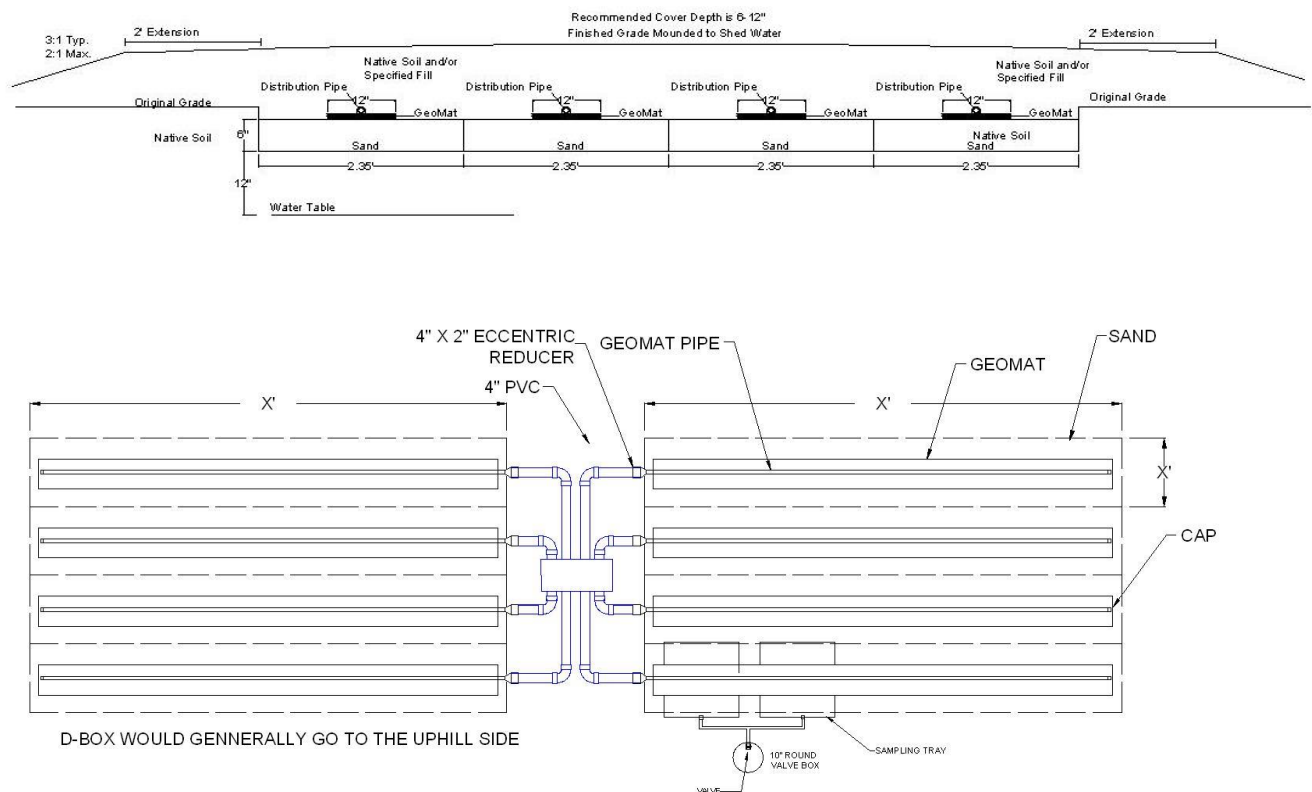 Recommended Cover Depth is 6-12"
Finished Grade Mounded to Shed Water
3:1 Typ.
2:1 Max.
2' Extension
2' Extension
Native Soil and/or
Specified Fill
Native Soil and/or
Specified Fill
Distribution Pipe
Distribution Pipe
Distribution Pipe
Distribution Pipe
12"
12"
12"
12"
Original Grade
GeoMat
GeoMat
GeoMat
GeoMat
Original Grade
Native Soil
6"
Native Soil
Sand
Sand
Sand
Sand
2.35'
2.35'
2.35'
2.35'
12"
Water Table
4" X 2" ECCENTRIC
REDUCER
GEOMAT PIPE
SAND
GEOMAT
4" PVC
X'
X'
X'
CAP
D-BOX WOULD GENNERALLY GO TO THE UPHILL SIDE
10" ROUND
VALVE BOX
SAMPLING TRAY
VALVE